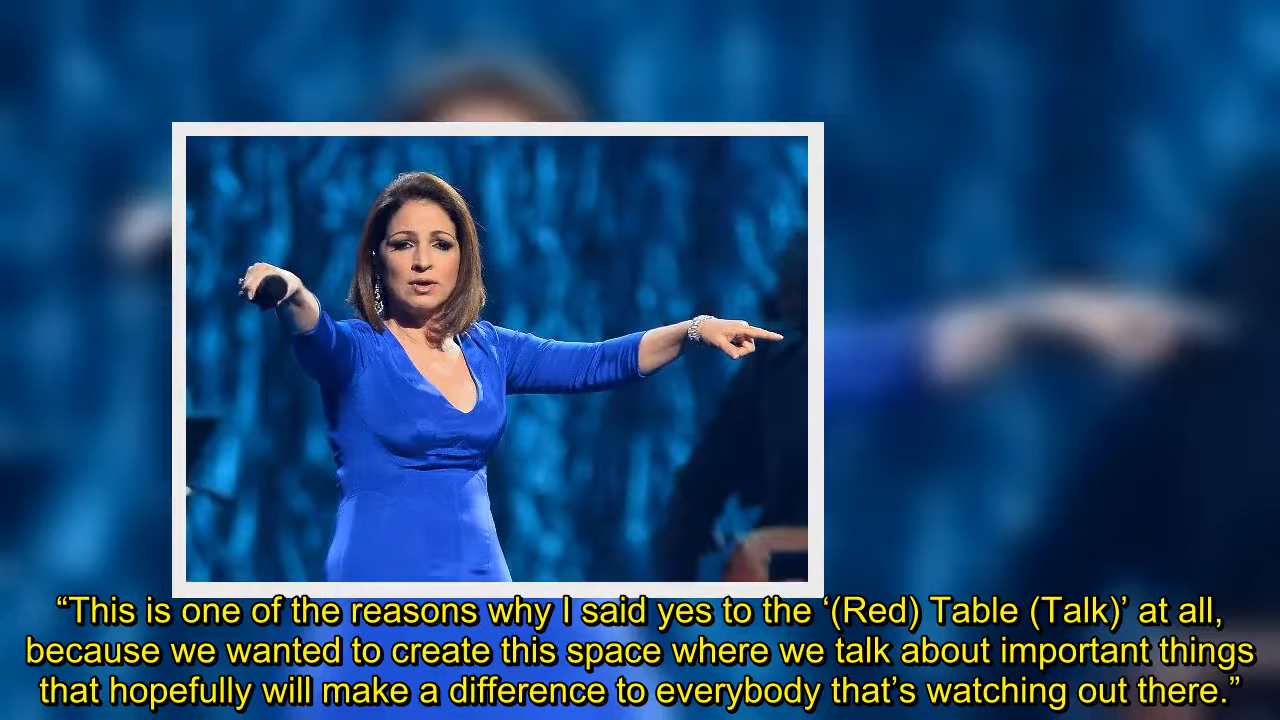 “This is one of the reasons why I said yes to the ‘(Red) Table (Talk)’ at all,
because we wanted to create this space where we talk about important things
that hopefully will make a difference to everybody that’s watching out there.”